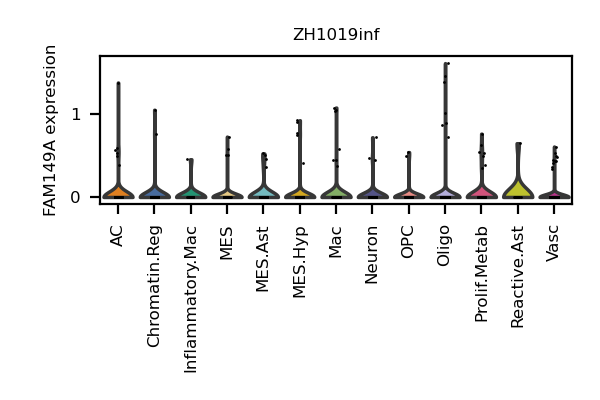 ZH1019inf
FAM149A expression
1
0
AC
Chromatin.Reg
Inflammatory.Mac
MES
MES.Ast
MES.Hyp
Mac
Neuron
OPC
Oligo
Prolif.Metab
Reactive.Ast
Vasc